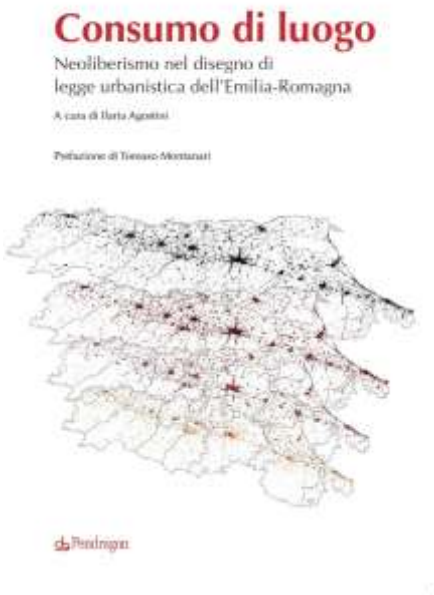 Consumo di luogo
Neoliberismo nel disegno di
legge urbanistica dell'Emilia-Romagna
A cura di Ilaria Agostini
Prefazione di Tomaso Montanari
Pendragon